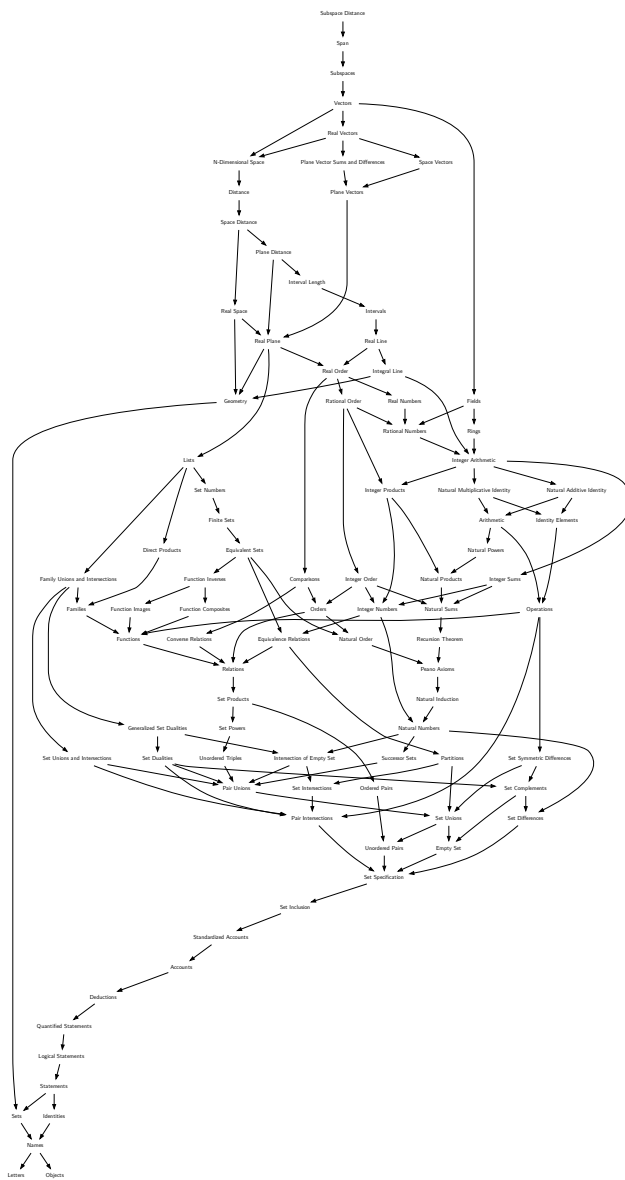 Subspace Distance
Span
Subspaces
Vectors
Real Vectors
N-Dimensional Space Plane Vector Sums and Differences Space Vectors
Distance Plane Vectors
Space Distance
Plane Distance
Interval Length
Real Space Intervals
Real Plane Real Line
Real Order Integral Line
Geometry Rational Order Real Numbers Fields
Rational Numbers Rings
Lists Integer Arithmetic
Set Numbers Integer Products Natural Multiplicative Identity Natural Additive Identity
Finite Sets Arithmetic Identity Elements
Direct Products Equivalent Sets Natural Powers
Family Unions and Intersections Function Inverses Comparisons Integer Order Natural Products Integer Sums
Families Function Images Function Composites Orders Integer Numbers Natural Sums Operations
Functions Converse Relations Equivalence Relations Natural Order Recursion Theorem
Relations Peano Axioms
Set Products Natural Induction
Generalized Set Dualities Set Powers Natural Numbers
Set Unions and Intersections Set Dualities Unordered Triples Intersection of Empty Set Successor Sets Partitions Set Symmetric Differences
Pair Unions Set Intersections Ordered Pairs Set Complements
Pair Intersections Set Unions Set Differences
Unordered Pairs Empty Set
Set Specification
Set Inclusion
Standardized Accounts
Accounts
Deductions
Quantified Statements
Logical Statements
Statements
Sets Identities
Names
Letters Objects